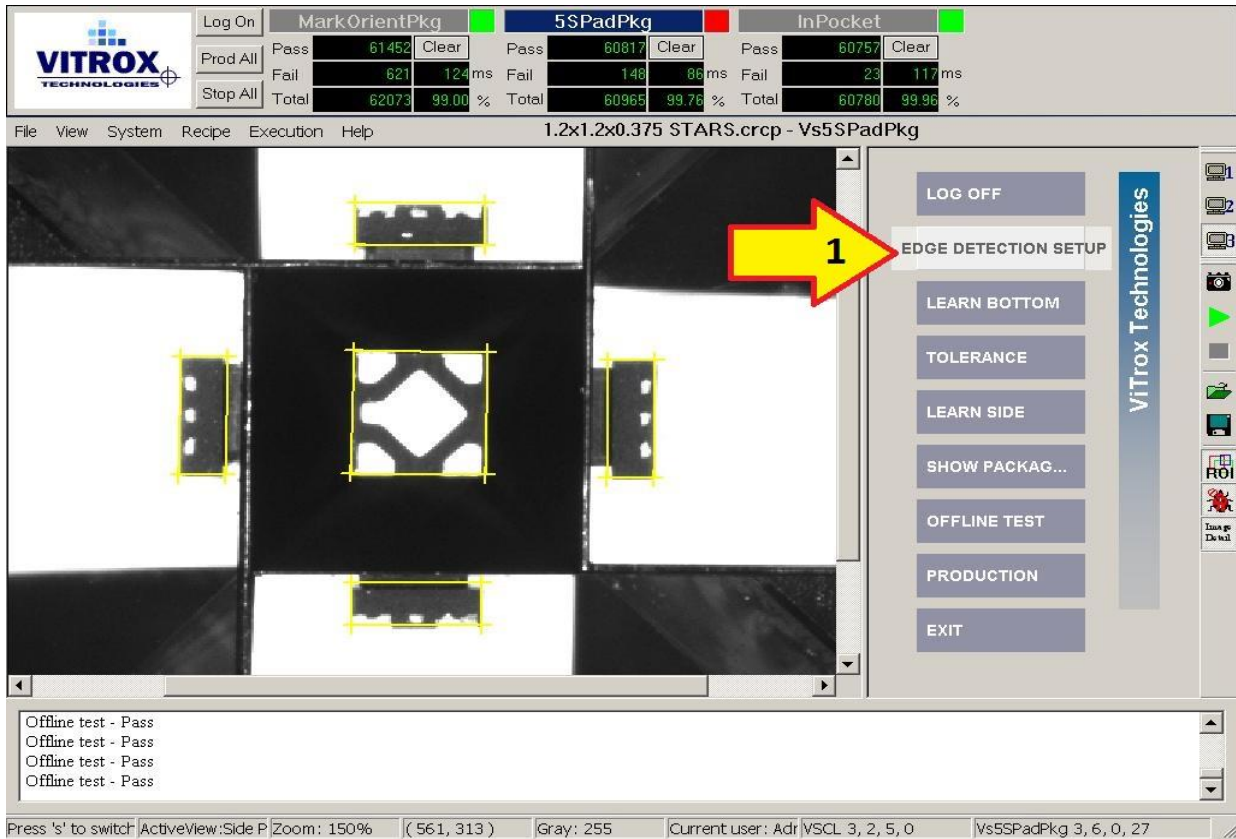 VITROX
TECHNOLOGIES
Log On
Prod All
Stop All
MarkOrientPkg
Pass 61452 Clear
Fail 621 124 ms
Total 62073 99.00 %
5SPadPkg
Pass 60817 Clear
Fail 148 86 ms
Total 60965 99.76 %
InPocket
Pass 60757 Clear
Fail 23 117 ms
Total 60780 99.96 %
File View System Recipe Execution Help 1.2x1.2x0.375 STARS.crcp - Vs5SPadPkg
1
LOG OFF
EDGE DETECTION SETUP
LEARN BOTTOM
TOLERANCE
LEARN SIDE
SHOW PACKAG...
OFFLINE TEST
PRODUCTION
EXIT
ViTrox Technologies
1
2
3
ROI
Image
Detail
Offline test - Pass
Offline test - Pass
Offline test - Pass
Offline test - Pass
Press 's' to switch ActiveView:Side P Zoom: 150% ( 561, 313 ) Gray: 255 Current user: Adr VSCL 3, 2, 5, 0 Vs5SPadPkg 3, 6, 0, 27